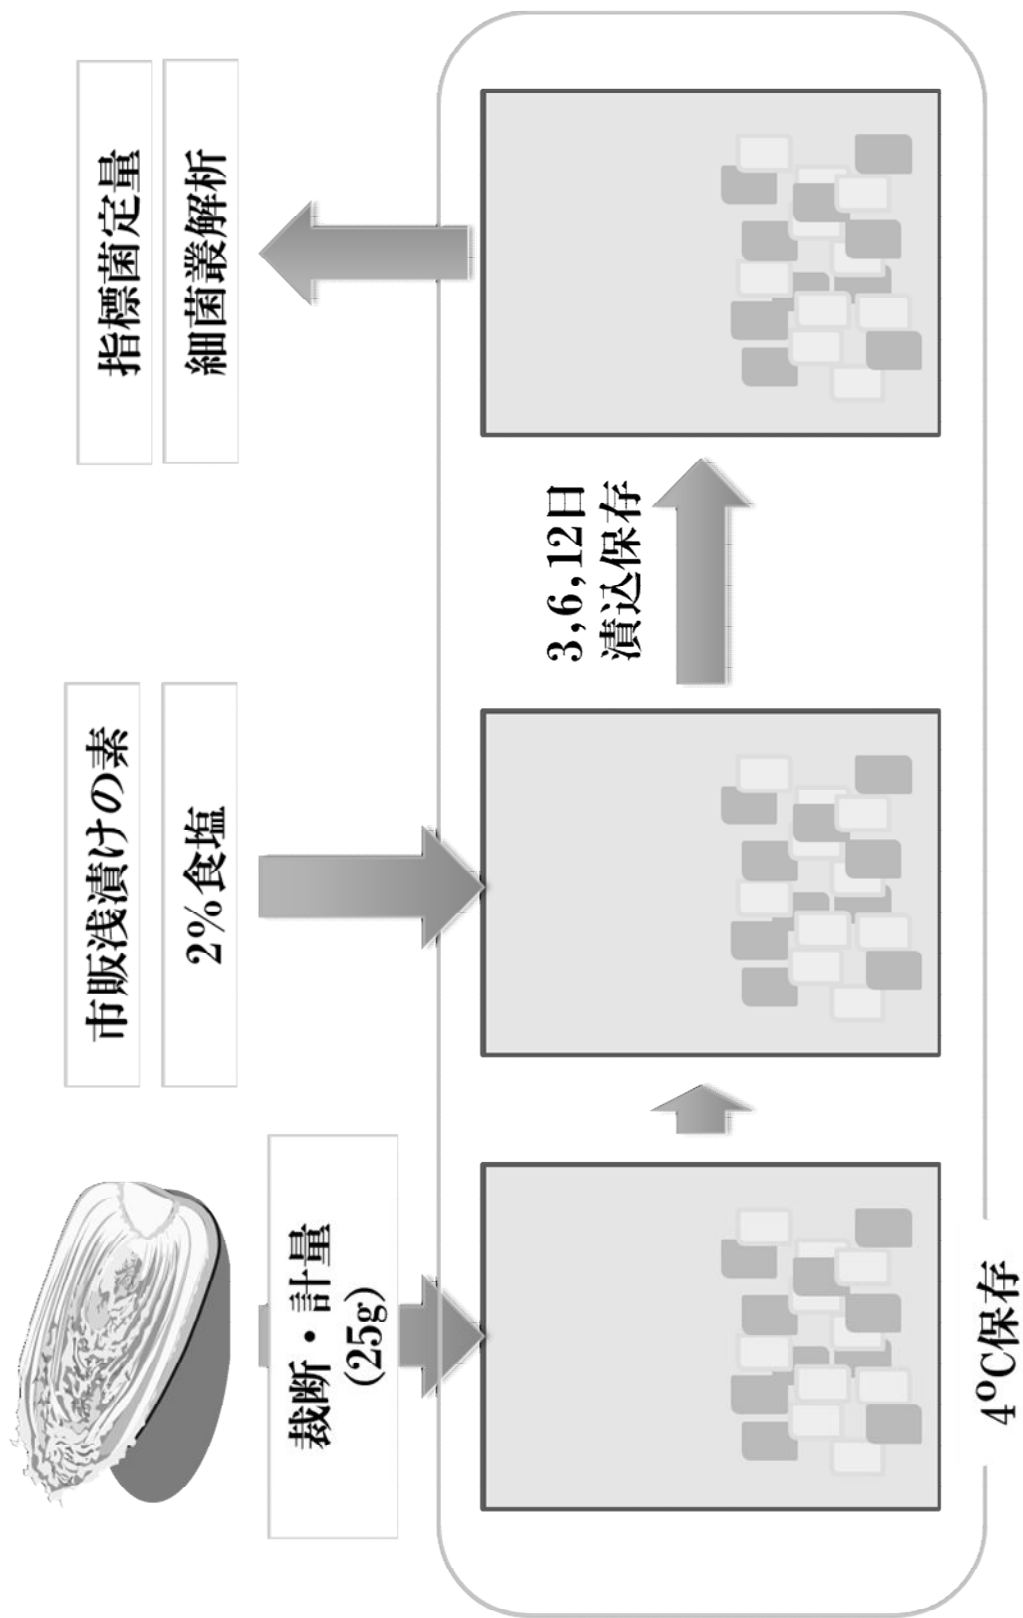 裁断・計量
(25g)
市販浅漬けの素
2%食塩
3,6,12日
漬込保存
指標菌定量
細菌叢解析
4℃保存